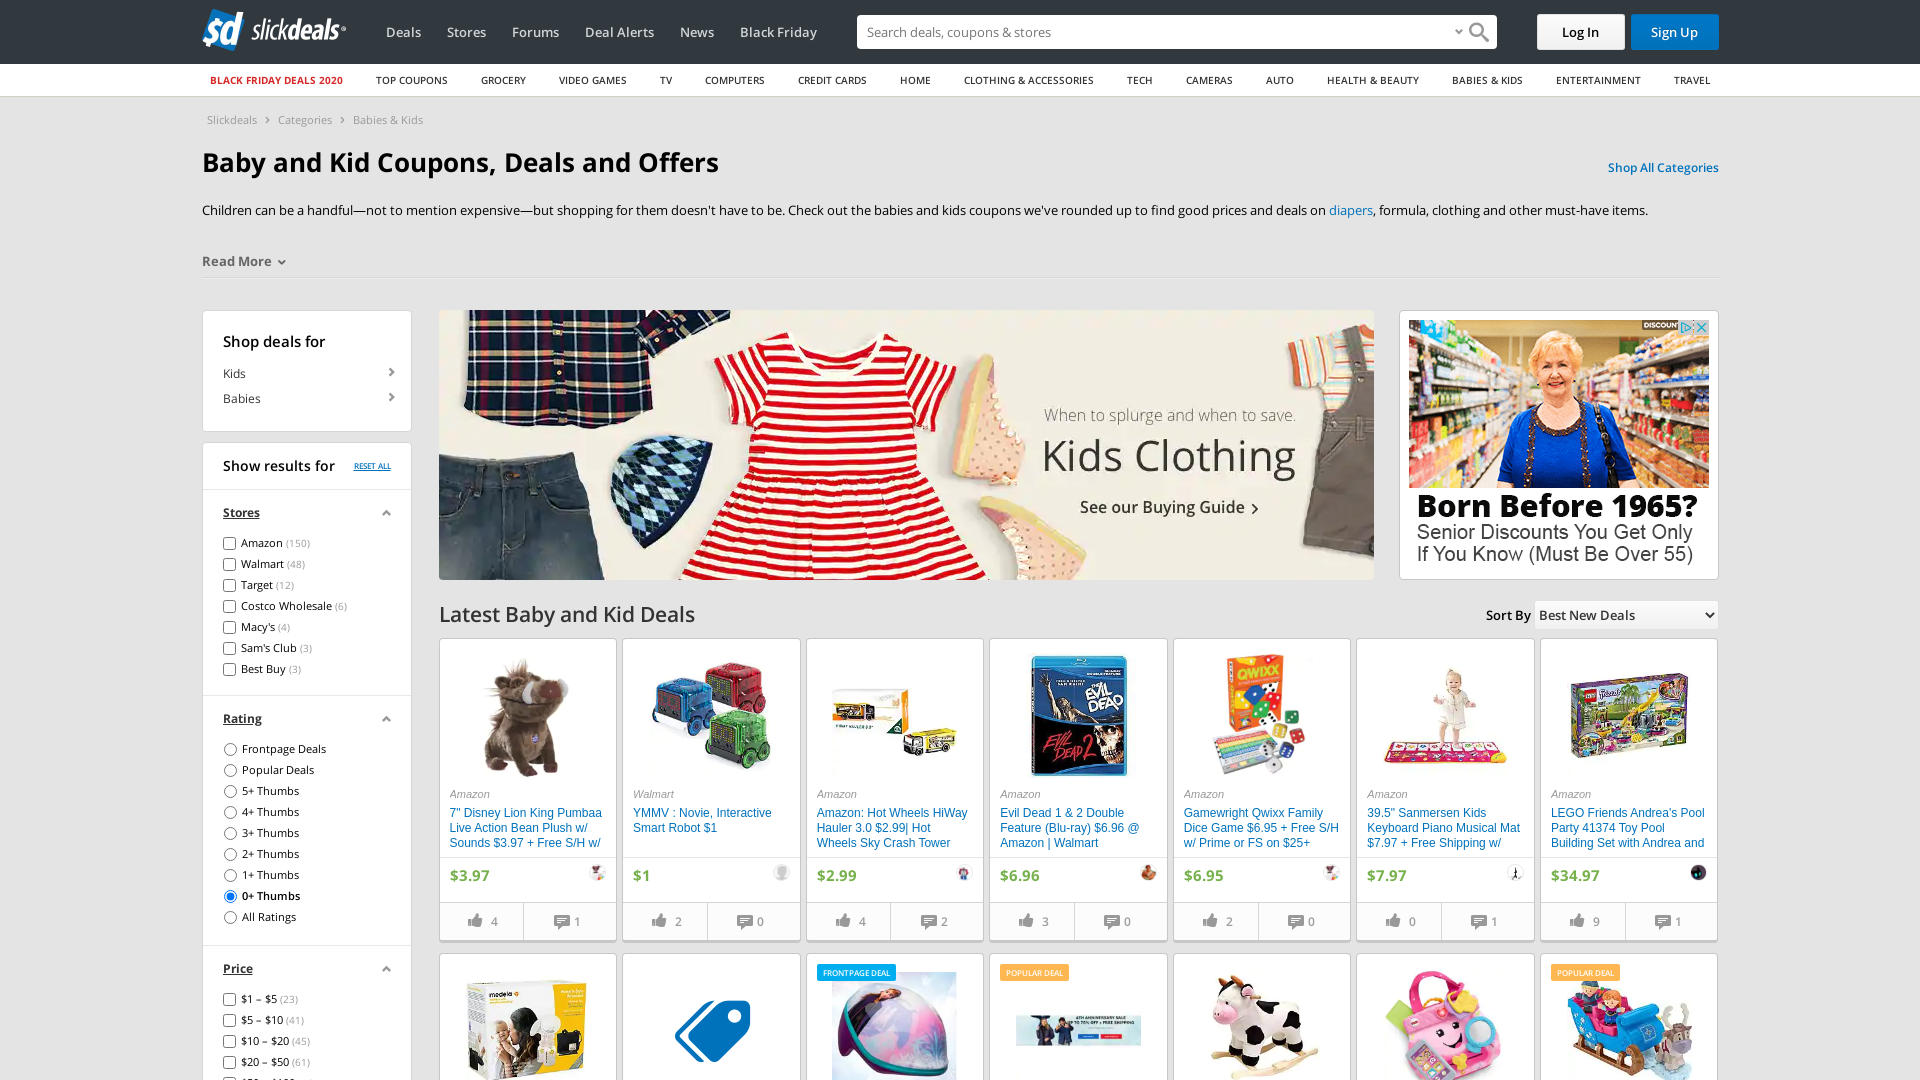 slickdeals
Deals
Stores
Forums
Deal Alerts
News
Black Friday
Search deals, coupons & stores
Log In
Sign Up
BLACK FRIDAY DEALS 2020
TOP COUPONS
GROCERY
VIDEO GAMES
TV
COMPUTERS
CREDIT CARDS
HOME
CLOTHING & ACCESSORIES
TECH
CAMERAS
AUTO
HEALTH & BEAUTY
BABIES & KIDS
ENTERTAINMENT
TRAVEL
Slickdeals > Categories > Babies & Kids
Baby and Kid Coupons, Deals and Offers
Shop All Categories
Children can be a handful—not to mention expensive—but shopping for them doesn't have to be. Check out the babies and kids coupons we've rounded up to find good prices and deals on diapers, formula, clothing and other must-have items.
Read More
Shop deals for
Kids
Babies
Show results for
RESET ALL
Stores
Amazon (150)
Walmart (48)
Target (12)
Costco Wholesale (6)
Macy's (4)
Sam's Club (3)
Best Buy (3)
Rating
Frontpage Deals
Popular Deals
5+ Thumbs
4+ Thumbs
3+ Thumbs
2+ Thumbs
1+ Thumbs
0+ Thumbs
All Ratings
Price
$1 – $5 (23)
$5 – $10 (41)
$10 – $20 (45)
$20 – $50 (61)
When to splurge and when to save.
Kids Clothing
See our Buying Guide >
Born Before 1965?
Senior Discounts You Get Only
If You Know (Must Be Over 55)
Latest Baby and Kid Deals
Sort By
Best New Deals
Amazon
7" Disney Lion King Pumbaa
Live Action Bean Plush w/
Sounds $3.97 + Free S/H w/
$3.97
4
1
Walmart
YMMV : Novie, Interactive
Smart Robot $1
$1
2
0
Amazon
Amazon: Hot Wheels HiWay
Hauler 3.0 $2.99| Hot
Wheels Sky Crash Tower
$2.99
4
2
EVIL DEAD
EVIL DEAD 2
Amazon
Evil Dead 1 & 2 Double
Feature (Blu-ray) $6.96 @
Amazon | Walmart
$6.96
3
0
QWIXX
Amazon
Gamewright Qwixx Family
Dice Game $6.95 + Free S/H
w/ Prime or FS on $25+
$6.95
2
0
Amazon
39.5" Sanmersen Kids
Keyboard Piano Musical Mat
$7.97 + Free Shipping w/
$7.97
0
1
Amazon
LEGO Friends Andrea's Pool
Party 41374 Toy Pool
Building Set with Andrea and
$34.97
9
1
medela
FRONTPAGE DEAL
POPULAR DEAL
POPULAR DEAL